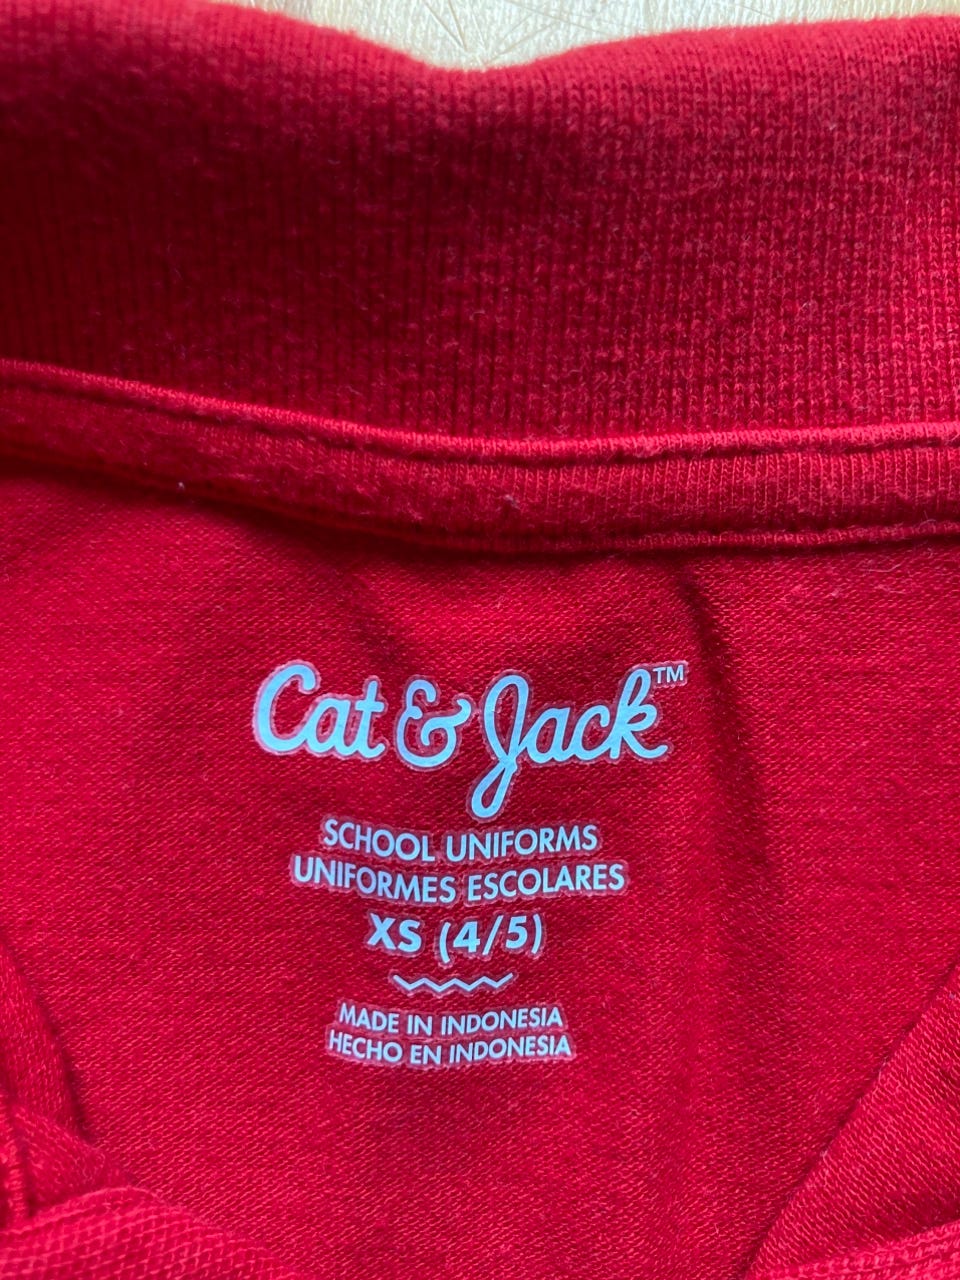 Cat & Jack™
SCHOOL UNIFORMS
UNIFORMES ESCOLARES
XS (4/5)
MADE IN INDONESIA
HECHO EN INDONESIA